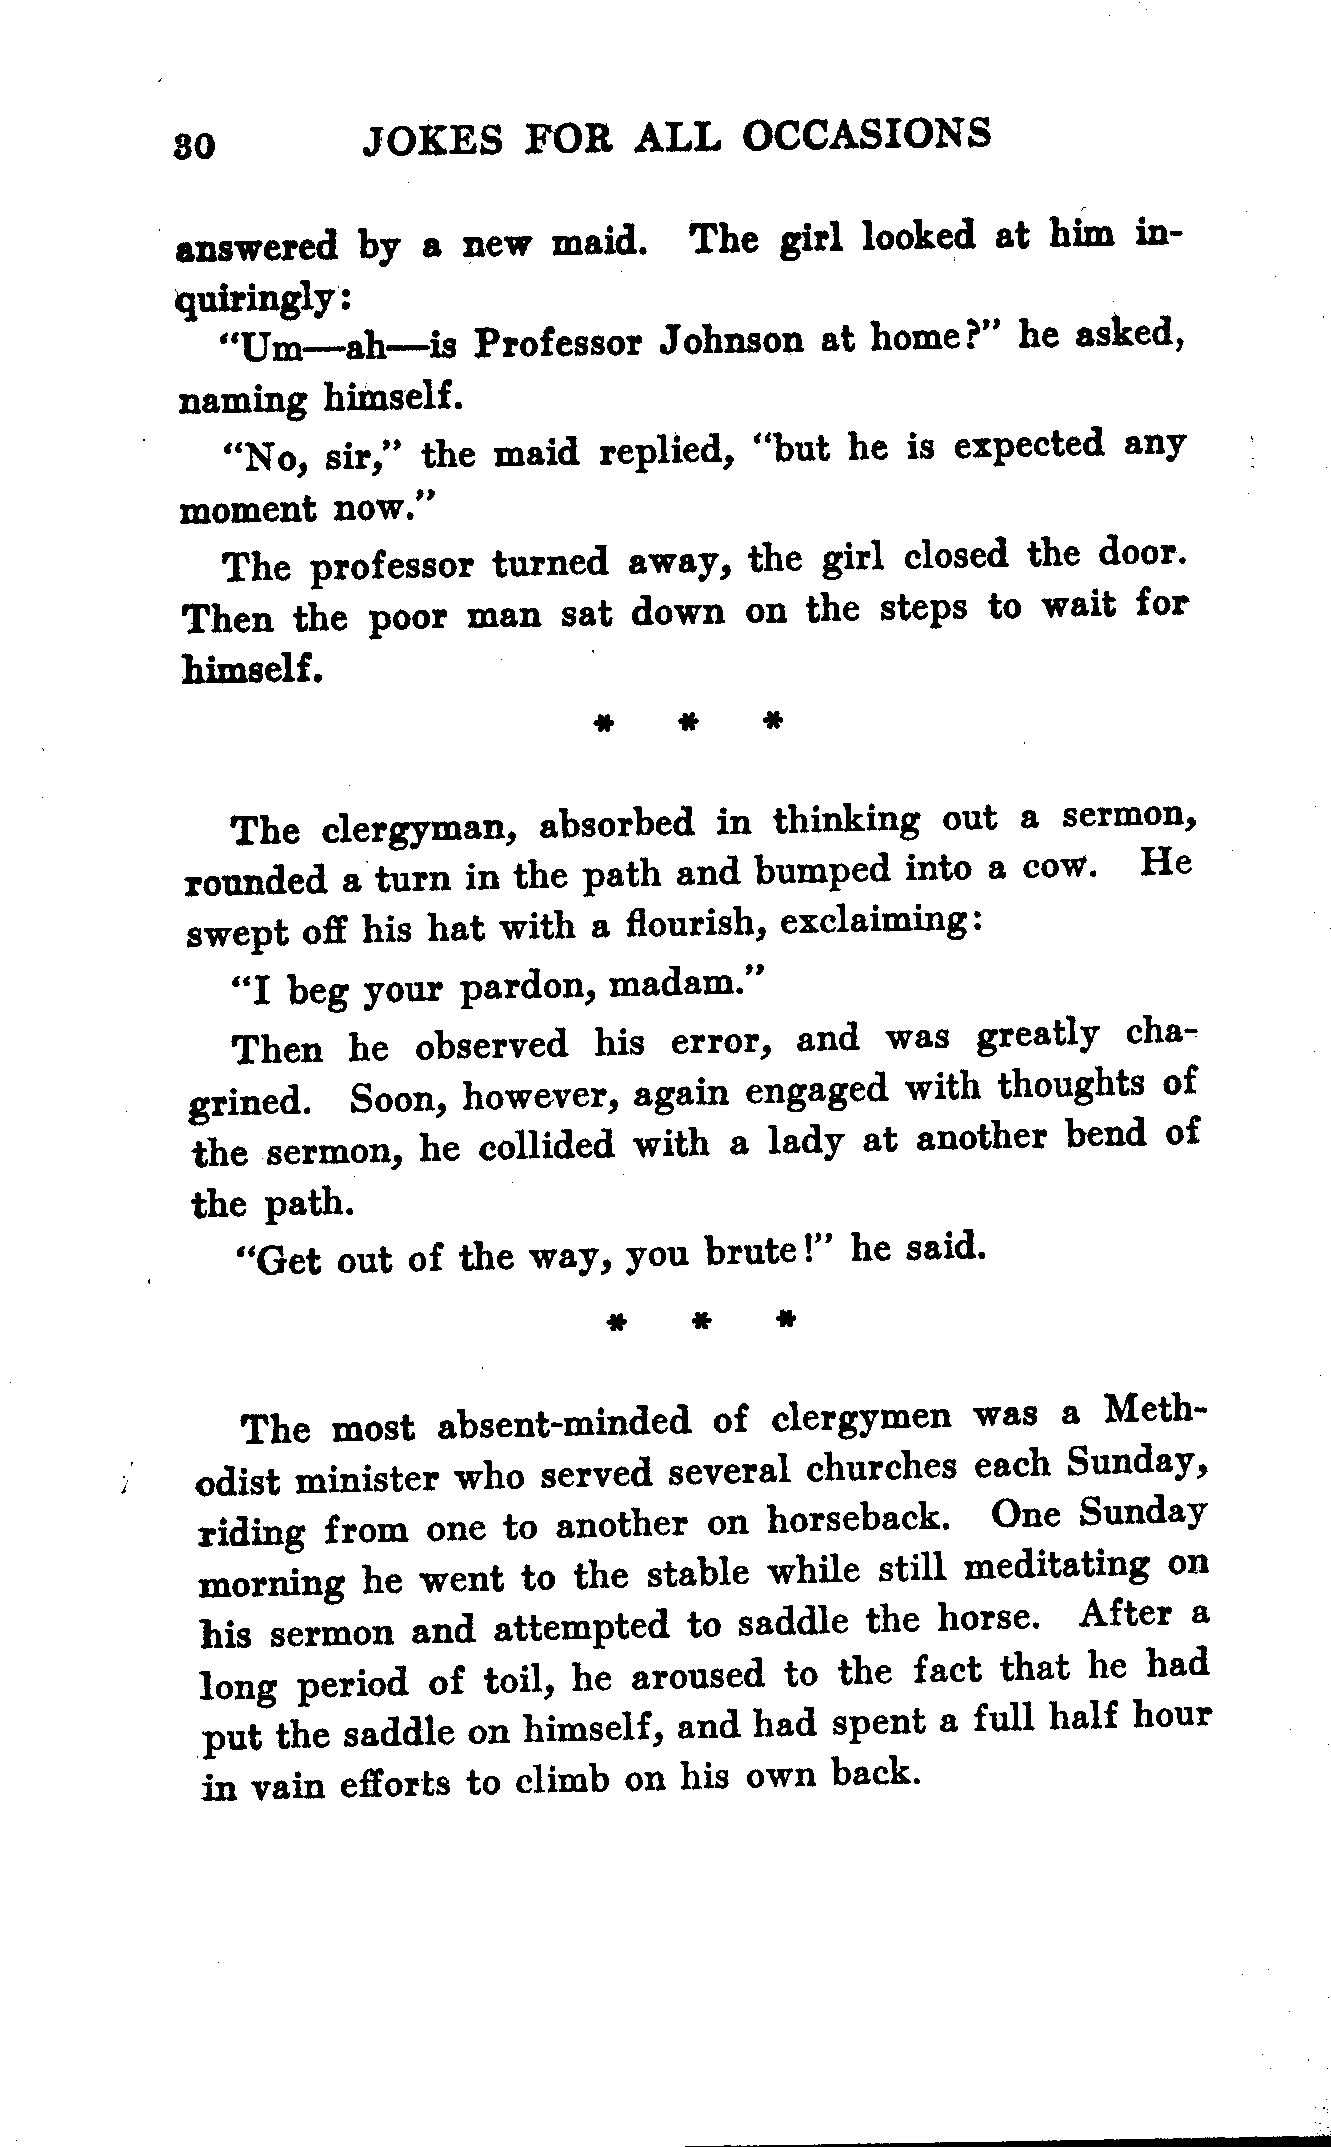 30 JOKES FOR ALL OCCASIONS
answered by a new maid. The girl looked at him in-
quiringly:
"Um—ah—is Professor Johnson at home?" he asked,
naming himself.
"No, sir," the maid replied, "but he is expected any
moment now."
The professor turned away, the girl closed the door.
Then the poor man sat down on the steps to wait for
himself.
* * *
The clergyman, absorbed in thinking out a sermon,
rounded a turn in the path and bumped into a cow. He
swept off his hat with a flourish, exclaiming:
"I beg your pardon, madam."
Then he observed his error, and was greatly cha-
grined. Soon, however, again engaged with thoughts of
the sermon, he collided with a lady at another bend of
the path.
"Get out of the way, you brute!" he said.
* * *
The most absent-minded of clergymen was a Meth-
odist minister who served several churches each Sunday,
riding from one to another on horseback. One Sunday
morning he went to the stable while still meditating on
his sermon and attempted to saddle the horse. After a
long period of toil, he aroused to the fact that he had
put the saddle on himself, and had spent a full half hour
in vain efforts to climb on his own back.